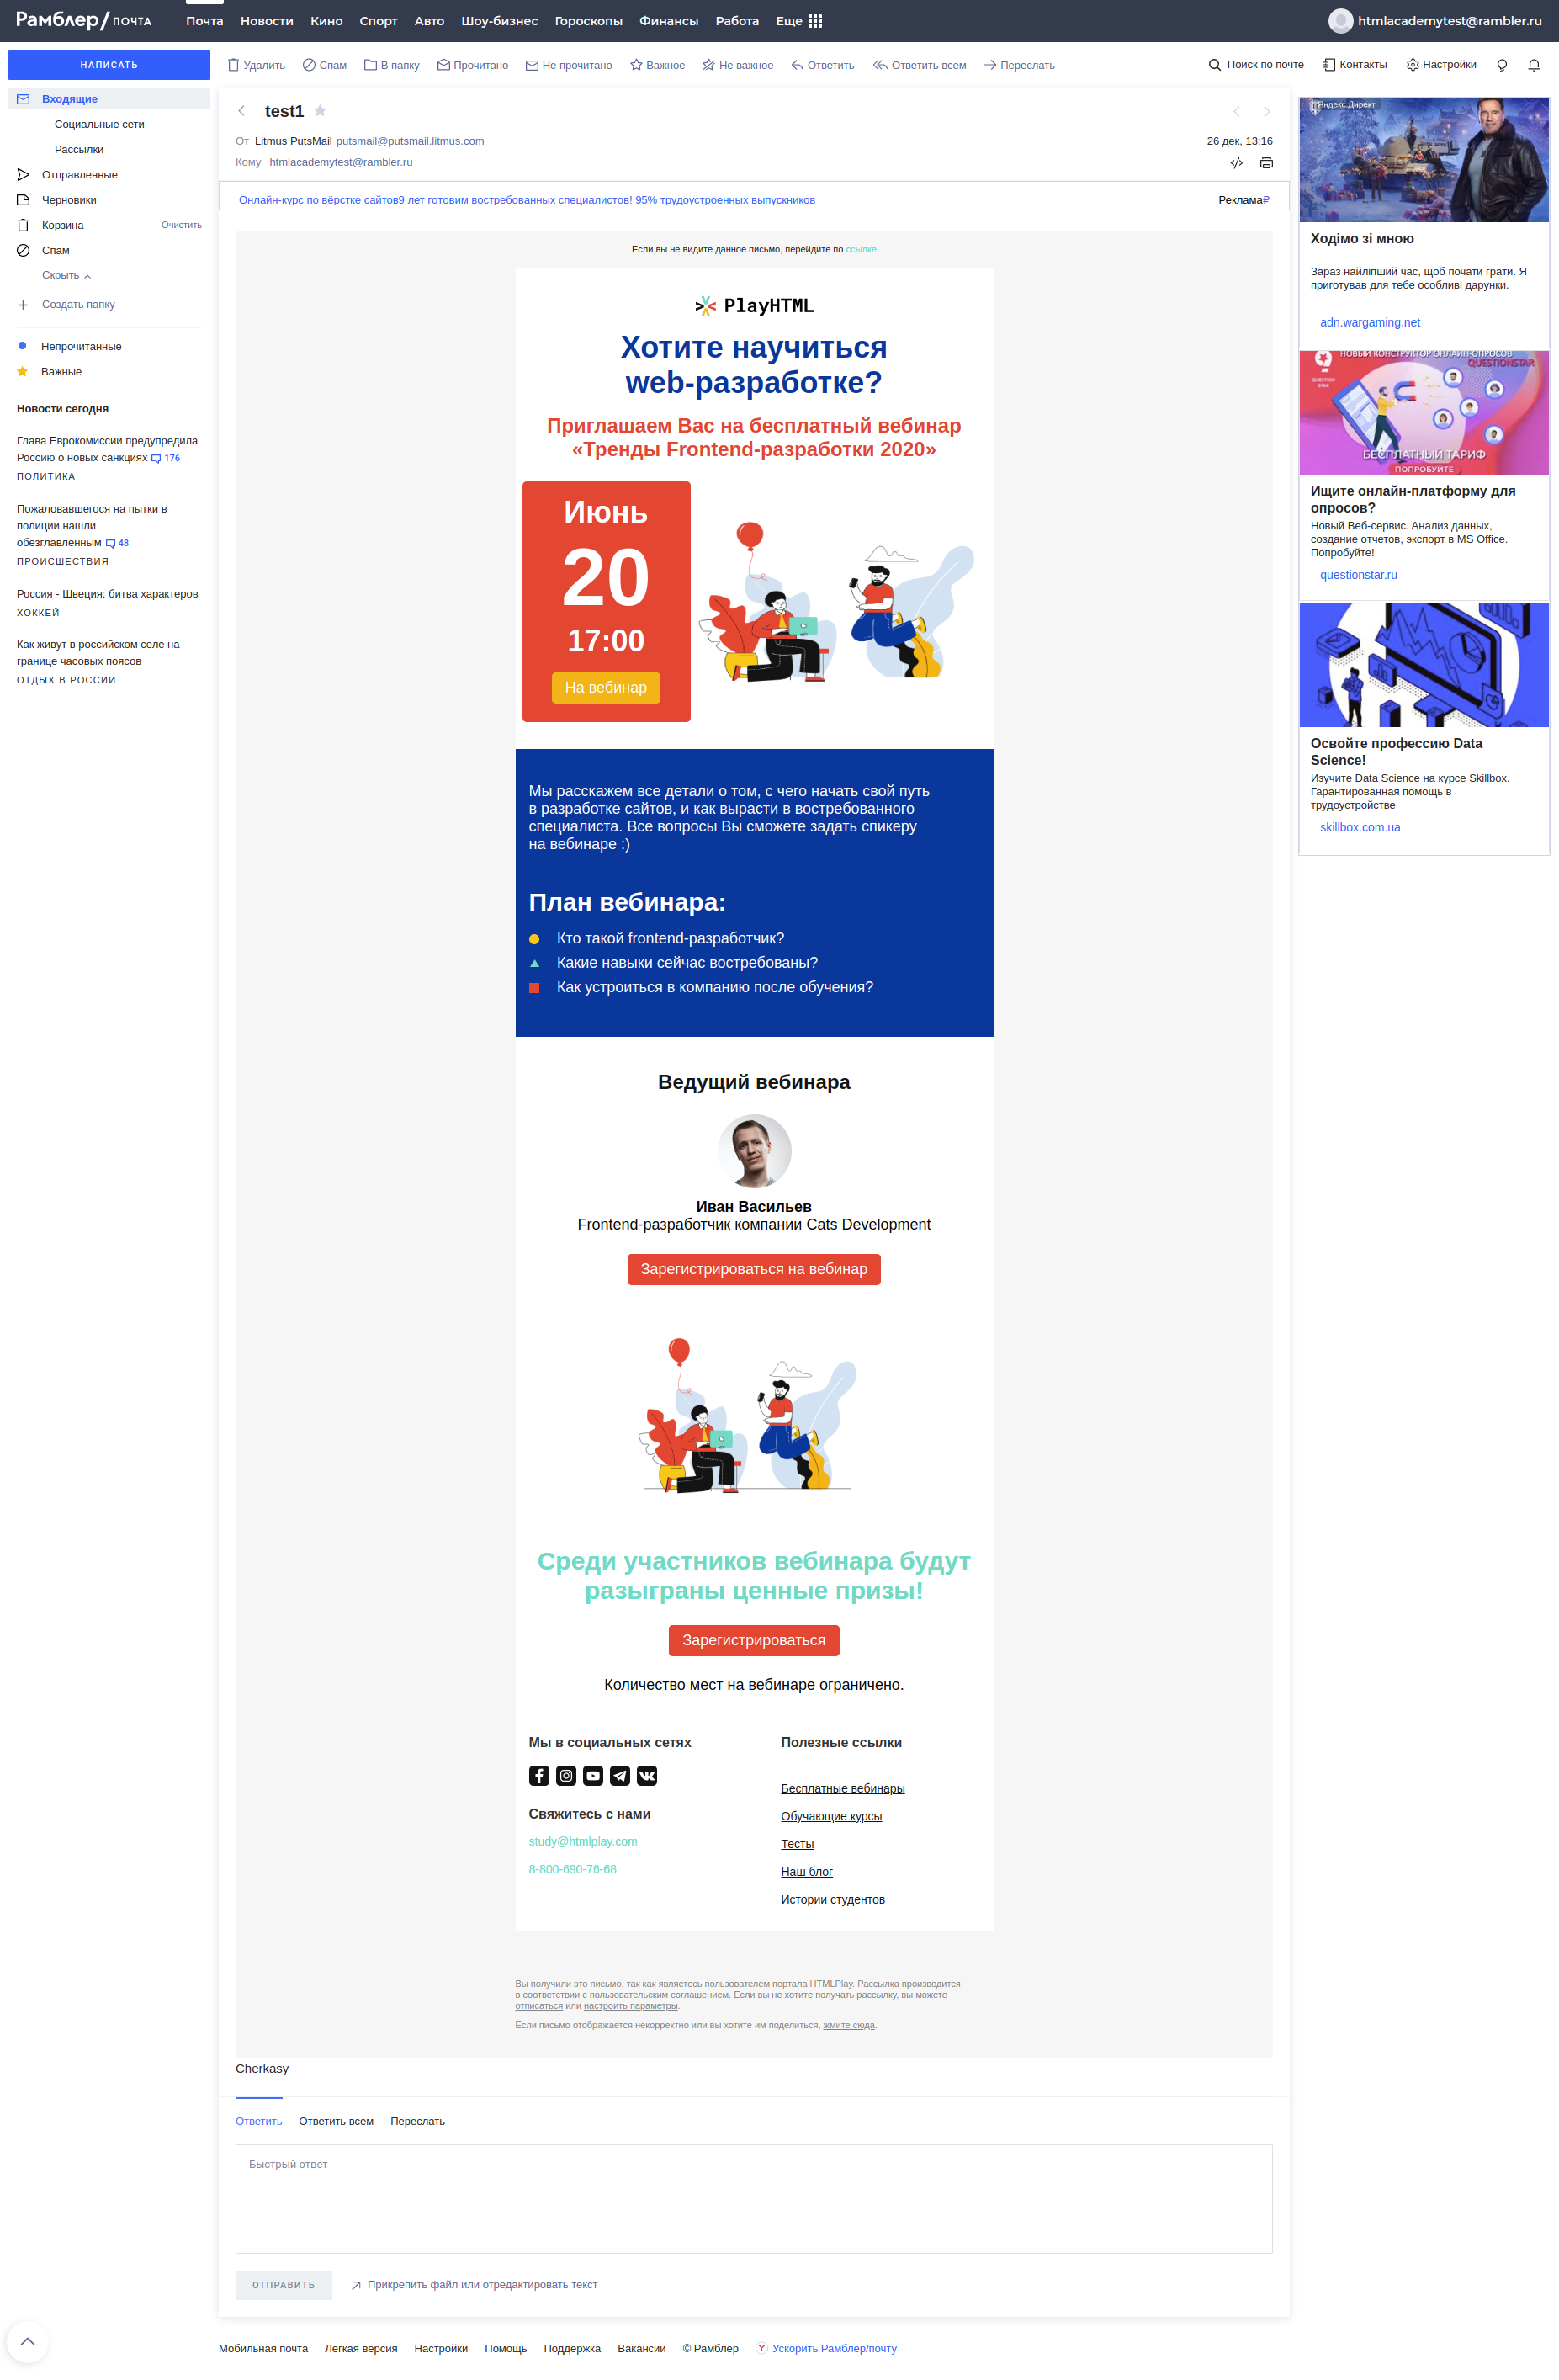 Рамблер/ПОЧТА
Почта Новости Кино Спорт Авто Шоу-бизнес Гороскопы Финансы Работа Еще
htmlacademytest@rambler.ru
НАПИСАТЬ
Удалить Спам В папку Прочитано Не прочитано Важное Не важное Ответить Ответить всем Переслать
Поиск по почте Контакты Настройки
Входящие
Социальные сети
Рассылки
Отправленные
Черновики
Корзина Очистить
Спам
Скрыть
Создать папку
Непрочитанные
Важные
Новости сегодня
Глава Еврокомиссии предупредила
Россию о новых санкциях 176
ПОЛИТИКА
Пожаловавшегося на пытки в
полиции нашли
обезглавленным 48
ПРОИСШЕСТВИЯ
Россия - Швеция: битва характеров
ХОККЕЙ
Как живут в российском селе на
границе часовых поясов
ОТДЫХ В РОССИИ
test1
От Litmus PutsMail putsmail@putsmail.litmus.com
26 дек, 13:16
Кому htmlacademytest@rambler.ru
Онлайн-курс по вёрстке сайтов9 лет готовим востребованных специалистов! 95% трудоустроенных выпускников
Реклама₽
Если вы не видите данное письмо, перейдите по ссылке
PlayHTML
Хотите научиться
web-разработке?
Приглашаем Вас на бесплатный вебинар
«Тренды Frontend-разработки 2020»
Июнь
20
17:00
На вебинар
Мы расскажем все детали о том, с чего начать свой путь
в разработке сайтов, и как вырасти в востребованного
специалиста. Все вопросы Вы сможете задать спикеру
на вебинаре :)
План вебинара:
Кто такой frontend-разработчик?
Какие навыки сейчас востребованы?
Как устроиться в компанию после обучения?
Ведущий вебинара
Иван Васильев
Frontend-разработчик компании Cats Development
Зарегистрироваться на вебинар
Среди участников вебинара будут
разыграны ценные призы!
Зарегистрироваться
Количество мест на вебинаре ограничено.
Мы в социальных сетях
Свяжитесь с нами
study@htmlplay.com
8-800-690-76-68
Полезные ссылки
Бесплатные вебинары
Обучающие курсы
Тесты
Наш блог
Истории студентов
Вы получили это письмо, так как являетесь пользователем портала HTMLPlay. Рассылка производится
в соответствии с пользовательским соглашением. Если вы не хотите получать рассылку, вы можете
отписаться или настроить параметры.
Если письмо отображается некорректно или вы хотите им поделиться, жмите сюда.
Cherkasy
Ответить Ответить всем Переслать
Быстрый ответ
ОТПРАВИТЬ
Прикрепить файл или отредактировать текст
Яндекс.Директ
Ходімо зі мною
Зараз найліпший час, щоб почати грати. Я
приготував для тебе особливі дарунки.
adn.wargaming.net
НОВЫЙ КОНСТРУКТОР ОНЛАЙН-ОПРОСОВ
QUESTIONSTAR
QUESTION
STAR
БЕСПЛАТНЫЙ ТАРИФ
ПОПРОБУЙТЕ
Ищите онлайн-платформу для
опросов?
Новый Веб-сервис. Анализ данных,
создание отчетов, экспорт в MS Office.
Попробуйте!
questionstar.ru
Освойте профессию Data
Science!
Изучите Data Science на курсе Skillbox.
Гарантированная помощь в
трудоустройстве
skillbox.com.ua
Мобильная почта Легкая версия Настройки Помощь Поддержка Вакансии © Рамблер Ускорить Рамблер/почту